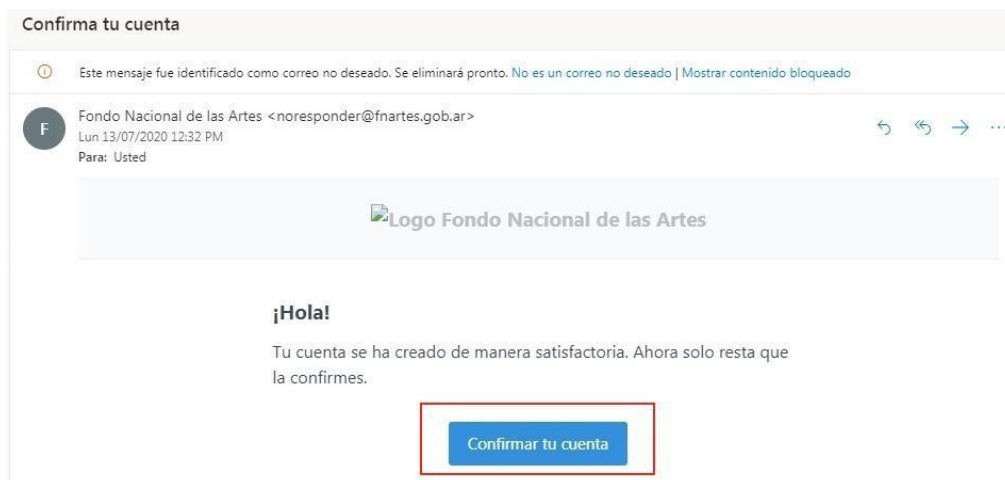 Confirma tu cuenta
Este mensaje fue identificado como correo no deseado. Se eliminará pronto. No es un correo no deseado | Mostrar contenido bloqueado
F
Fondo Nacional de las Artes <noresponder@fnartes.gob.ar>
Lun 13/07/2020 12:32 PM
Para: Usted
Logo Fondo Nacional de las Artes
¡Hola!
Tu cuenta se ha creado de manera satisfactoria. Ahora solo resta que
la confirmes.
Confirmar tu cuenta